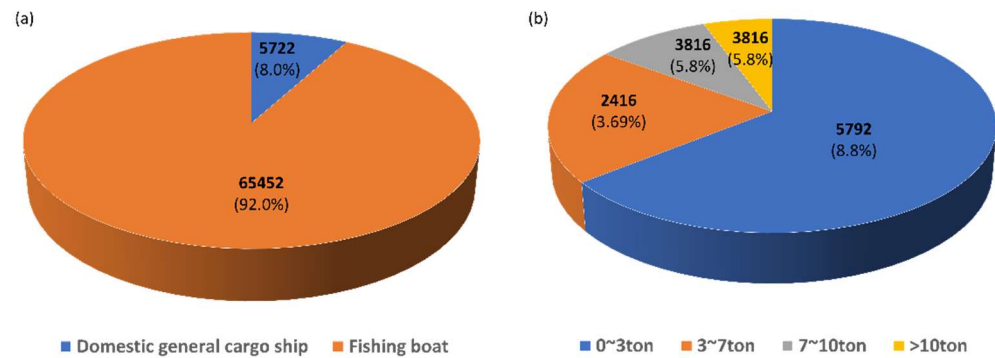 (a)
5722
(8.0%)
65452
(92.0%)
Domestic general cargo ship
Fishing boat
(b)
3816
(5.8%)
3816
(5.8%)
2416
(3.69%)
5792
(8.8%)
0~3ton
3~7ton
7~10ton
>10ton